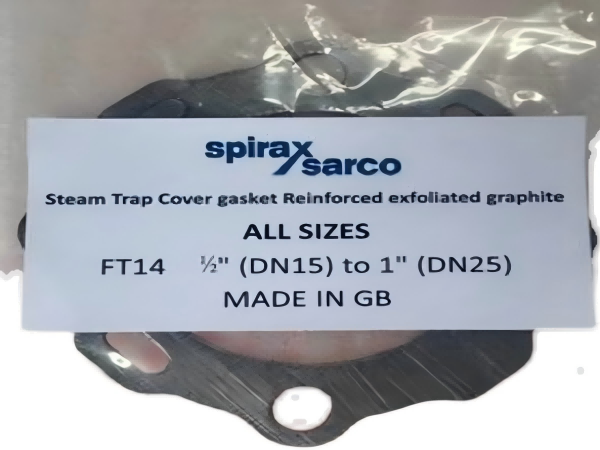 spirax
sarco
Steam Trap Cover gasket Reinforced exfoliated graphite
ALL SIZES
FT14 ½" (DN15) to 1" (DN25)
MADE IN GB